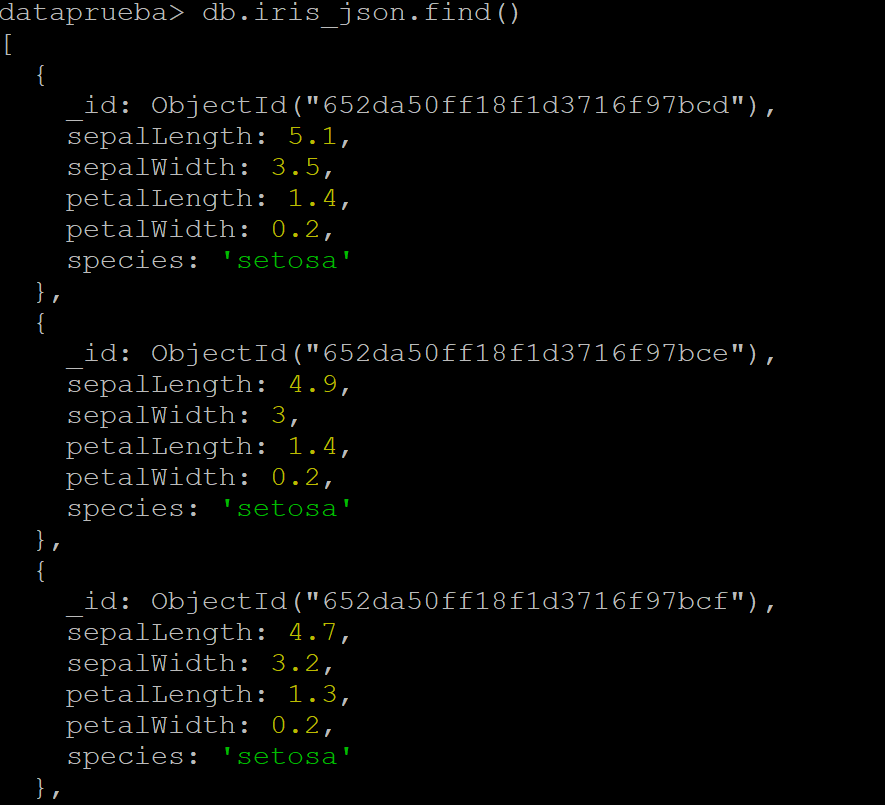 dataprueba> db.iris_json.find()
[
  {
    _id: ObjectId("652da50ff18f1d3716f97bcd"),
    sepalLength: 5.1,
    sepalWidth: 3.5,
    petalLength: 1.4,
    petalWidth: 0.2,
    species: 'setosa'
  },
  {
    _id: ObjectId("652da50ff18f1d3716f97bce"),
    sepalLength: 4.9,
    sepalWidth: 3,
    petalLength: 1.4,
    petalWidth: 0.2,
    species: 'setosa'
  },
  {
    _id: ObjectId("652da50ff18f1d3716f97bcf"),
    sepalLength: 4.7,
    sepalWidth: 3.2,
    petalLength: 1.3,
    petalWidth: 0.2,
    species: 'setosa'
  },